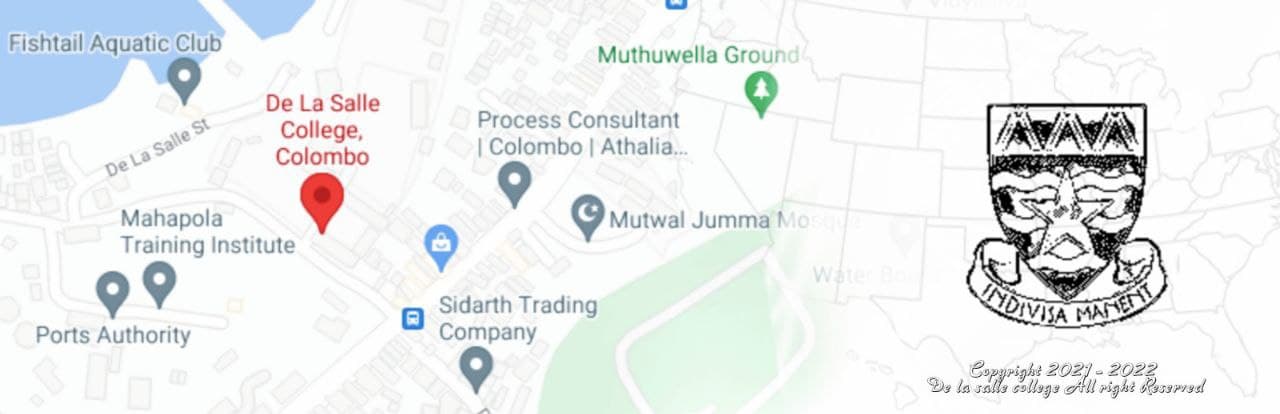 Fishtail Aquatic Club
De La Salle St
De La Salle
College,
Colombo
Mahapola
Training Institute
Ports Authority
Process Consultant
| Colombo | Athalia...
Muthuwella Ground
Mutwal Jumma Mosque
Sidarth Trading
Company
Water Boa
INDIVISA MANENT
Copyright 2021 - 2022
De la salle college All right Reserved